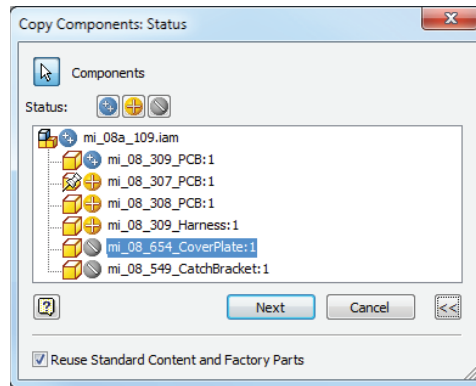 Copy Components: Status
Components
Status:
mi_08a_109.iam
mi_08_309_PCB:1
mi_08_307_PCB:1
mi_08_308_PCB:1
mi_08_309_Harness:1
mi_08_654_CoverPlate:1
mi_08_549_CatchBracket:1
Next Cancel <<
Reuse Standard Content and Factory Parts